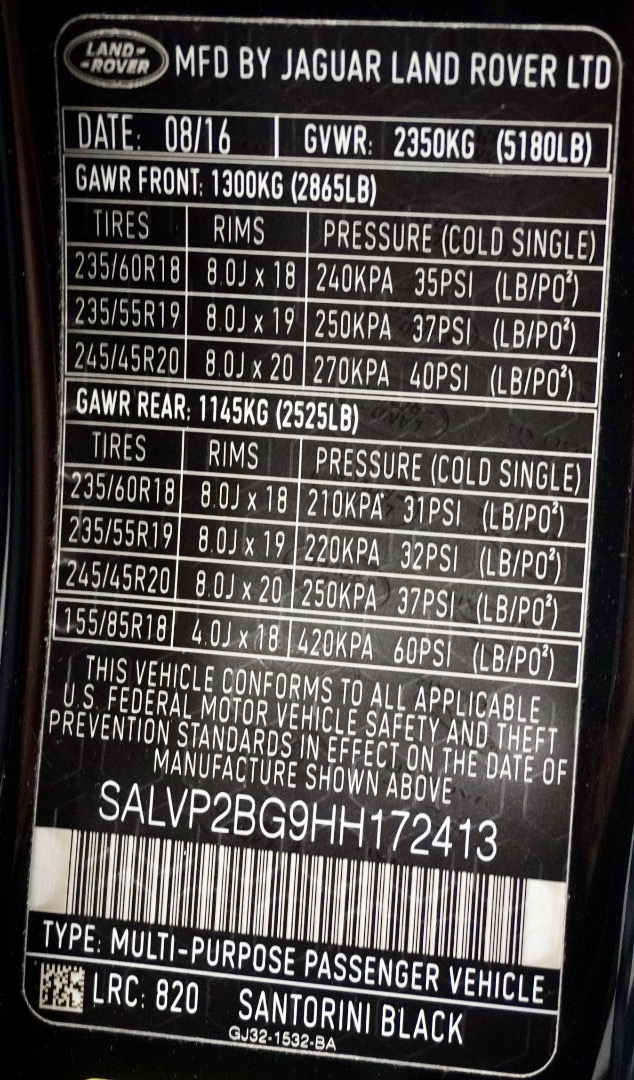 LAND-
-ROVER
MFD BY JAGUAR LAND ROVER LTD
DATE: 08/16 GVWR: 2350KG (5180LB)
GAWR FRONT: 1300KG (2865LB)
TIRES RIMS PRESSURE (COLD SINGLE)
235/60R18 8.0J x 18 240KPA 35PSI (LB/PO²)
235/55R19 8.0J x 19 250KPA 37PSI (LB/PO²)
245/45R20 8.0J x 20 270KPA 40PSI (LB/PO²)
GAWR REAR: 1145KG (2525LB)
TIRES RIMS PRESSURE (COLD SINGLE)
235/60R18 8.0J x 18 210KPA 31PSI (LB/PO²)
235/55R19 8.0J x 19 220KPA 32PSI (LB/PO²)
245/45R20 8.0J x 20 250KPA 37PSI (LB/PO²)
155/85R18 4.0J x 18 420KPA 60PSI (LB/PO²)
THIS VEHICLE CONFORMS TO ALL APPLICABLE
U.S. FEDERAL MOTOR VEHICLE SAFETY AND THEFT
PREVENTION STANDARDS IN EFFECT ON THE DATE OF
MANUFACTURE SHOWN ABOVE
SALVP2BG9HH172413
TYPE: MULTI-PURPOSE PASSENGER VEHICLE
LRC: 820 SANTORINI BLACK
GJ32-1532-BA